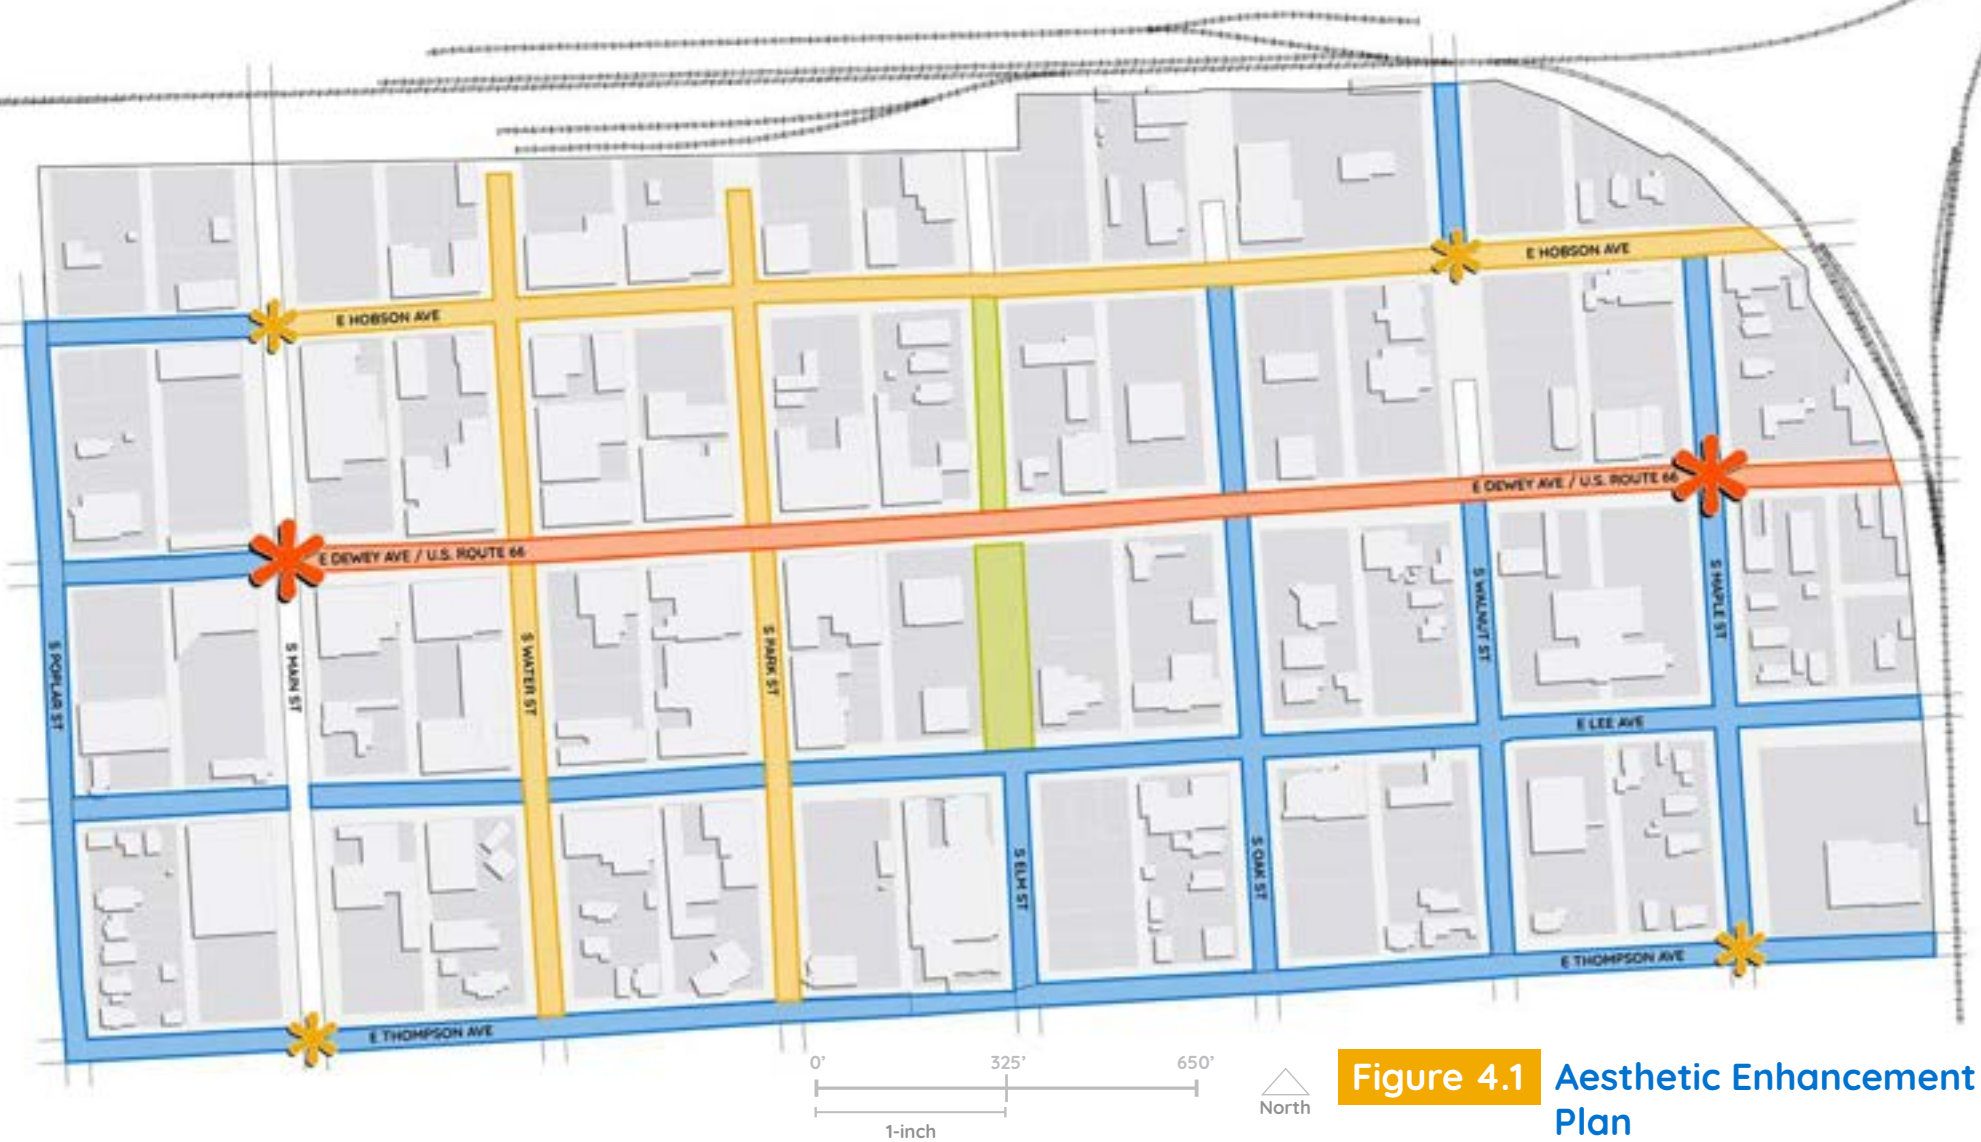 E HOBSON AVE
E HOBSON AVE
E DEWEY AVE / U.S. ROUTE 66
E DEWEY AVE / U.S. ROUTE 66
S POPLAR ST
S MAIN ST
S WATER ST
S PARK ST
S WALNUT ST
S MAPLE ST
E LEE AVE
S ELM ST
S OAK ST
E THOMPSON AVE
E THOMPSON AVE
0' 325' 650'
1-inch
North
Figure 4.1 Aesthetic Enhancement
Plan